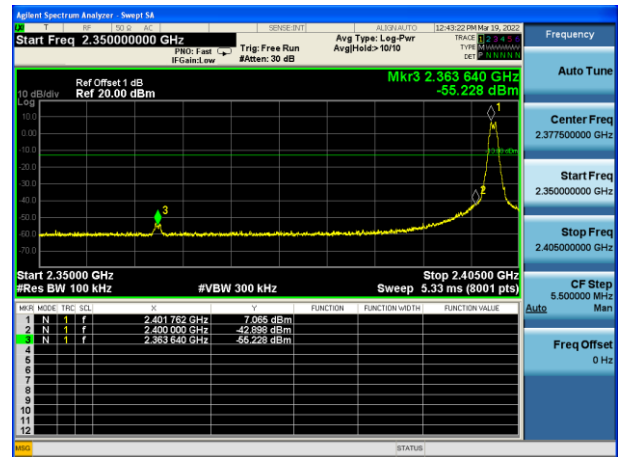 Agilent Spectrum Analyzer - Swept SA
T RF 50 Ω AC SENSE:INT ALIGN AUTO 12:43:22 PM Mar 19, 2022
Start Freq 2.350000000 GHz
PNO: Fast
IFGain:Low
Trig: Free Run
#Atten: 30 dB
Avg Type: Log-Pwr
Avg|Hold:> 10/10
TRACE 1 2 3 4 5 6
TYPE M
DET P N N N N N
Ref Offset 1 dB
Ref 20.00 dBm
10 dB/div
Log
Mkr3 2.363 640 GHz
-55.228 dBm
10.0
0.00
-10.0
-20.0
-30.0
-40.0
-50.0
-60.0
-70.0
1
2
3
Start 2.35000 GHz Stop 2.40500 GHz
#Res BW 100 kHz #VBW 300 kHz Sweep 5.33 ms (8001 pts)
MKR MODE TRC SCL X Y FUNCTION FUNCTION WIDTH FUNCTION VALUE
1 N 1 f 2.401 762 GHz 7.065 dBm
2 N 1 f 2.400 000 GHz -42.898 dBm
3 N 1 f 2.363 640 GHz -55.228 dBm
4
5
6
7
8
9
10
11
12
MSG STATUS
Frequency
Auto Tune
Center Freq
2.377500000 GHz
Start Freq
2.350000000 GHz
Stop Freq
2.405000000 GHz
CF Step
5.500000 MHz
Auto Man
Freq Offset
0 Hz